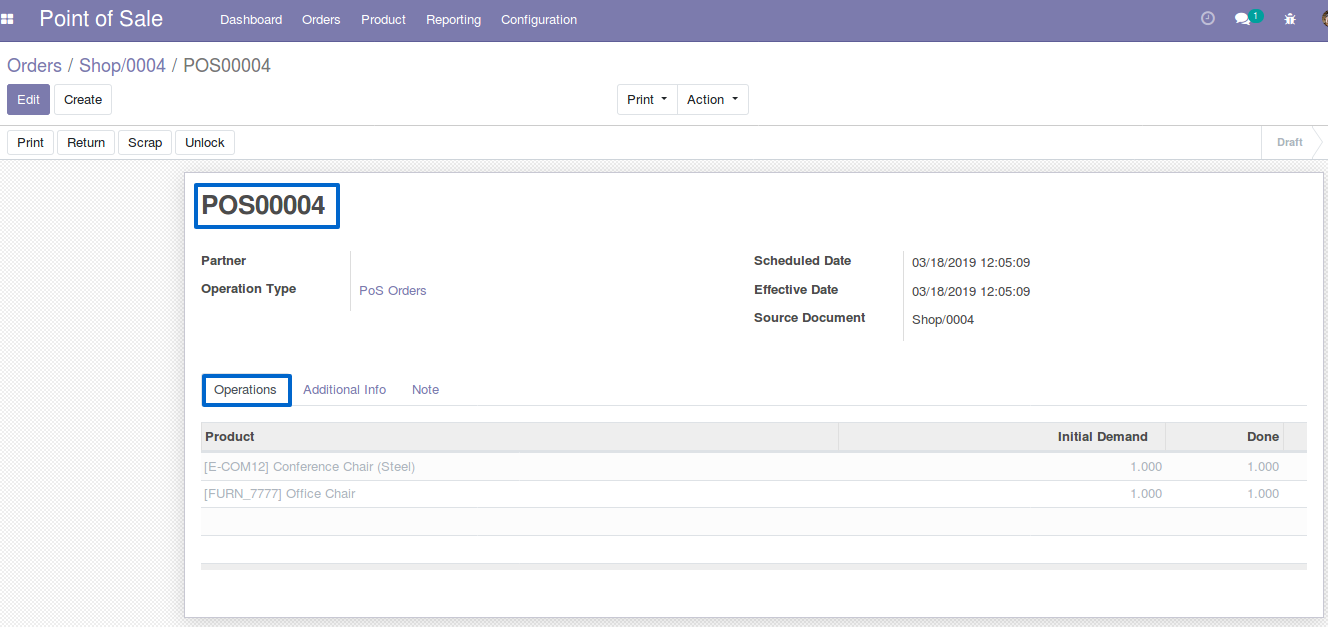 Point of Sale Dashboard Orders Product Reporting Configuration 1
Orders / Shop/0004 / POS00004
Edit Create Print Action
Print Return Scrap Unlock Draft
POS00004
Partner Scheduled Date 03/18/2019 12:05:09
Operation Type PoS Orders Effective Date 03/18/2019 12:05:09
Source Document Shop/0004
Operations Additional Info Note
Product Initial Demand Done
[E-COM12] Conference Chair (Steel) 1.000 1.000
[FURN_7777] Office Chair 1.000 1.000